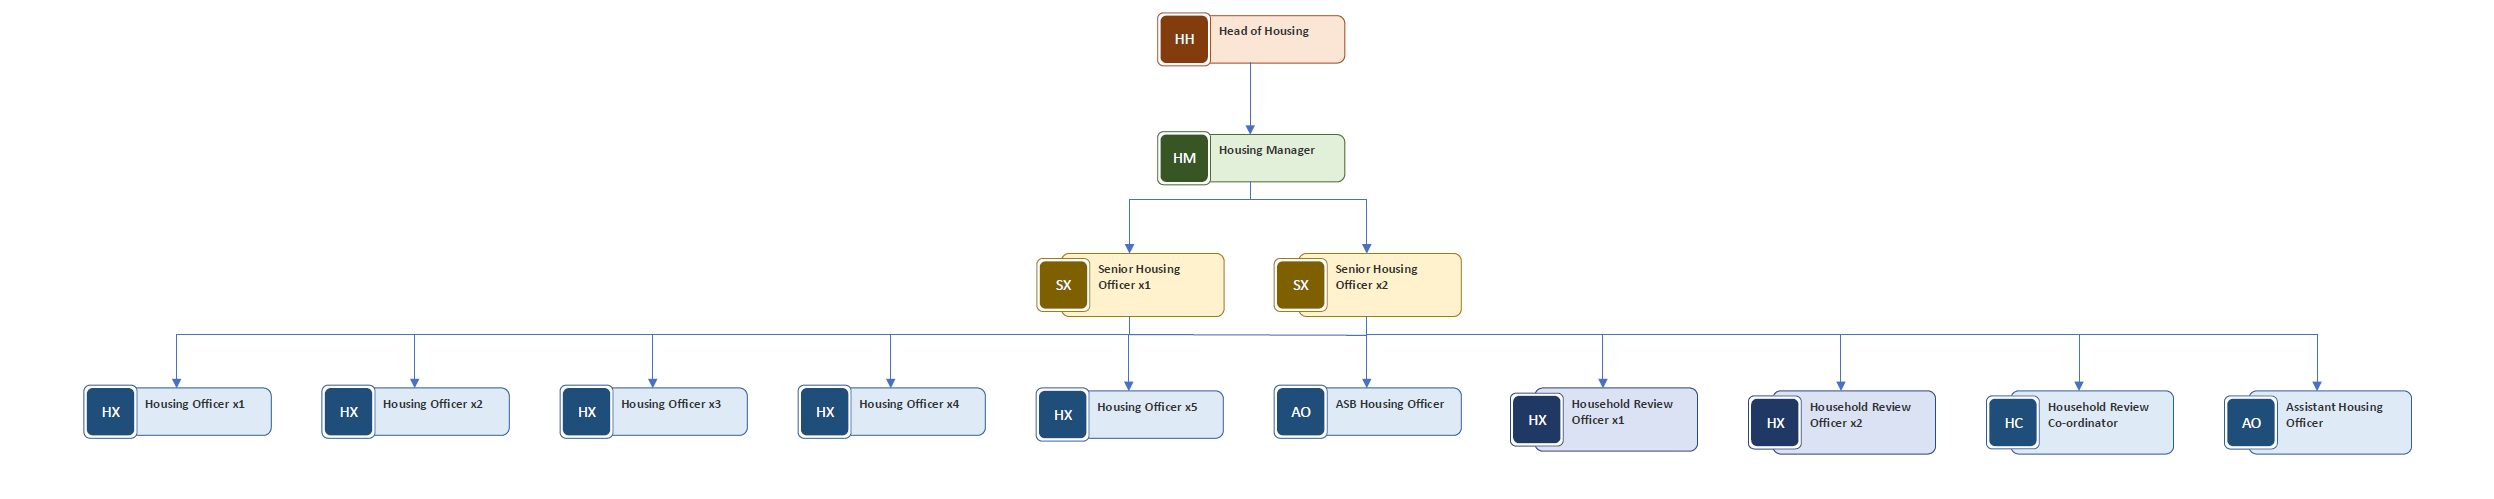 HH
Head of Housing
HM
Housing Manager
SX
Senior Housing
Officer x1
SX
Senior Housing
Officer x2
HX
Housing Officer x1
HX
Housing Officer x2
HX
Housing Officer x3
HX
Housing Officer x4
HX
Housing Officer x5
AO
ASB Housing Officer
HX
Household Review
Officer x1
HX
Household Review
Officer x2
HC
Household Review
Co-ordinator
AO
Assistant Housing
Officer